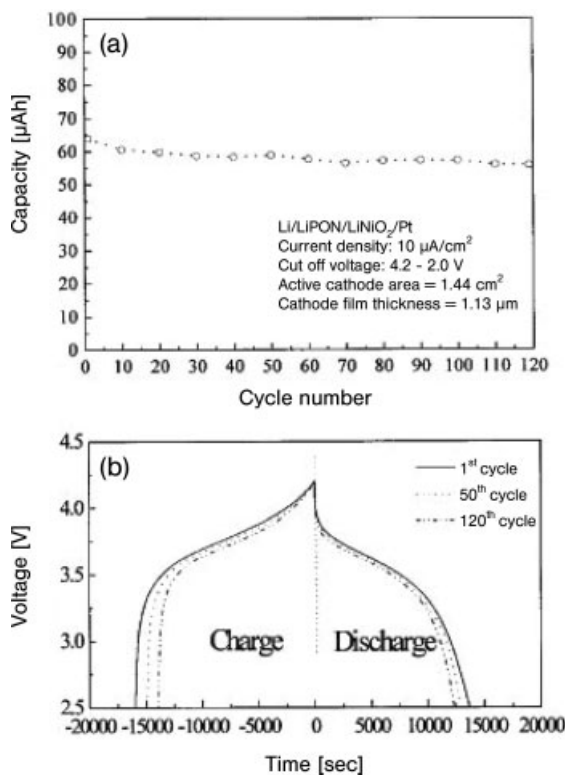 (a)
Capacity [µAh]
100
90
80
70
60
50
40
30
20
10
0
Li/LiPON/LiNiO2/Pt
Current density: 10 µA/cm2
Cut off voltage: 4.2 - 2.0 V
Active cathode area = 1.44 cm2
Cathode film thickness = 1.13 µm
0 10 20 30 40 50 60 70 80 90 100 110 120
Cycle number
(b)
Voltage [V]
4.5
4.0
3.5
3.0
2.5
1st cycle
50th cycle
120th cycle
Charge Discharge
-20000 -15000 -10000 -5000 0 5000 10000 15000 20000
Time [sec]